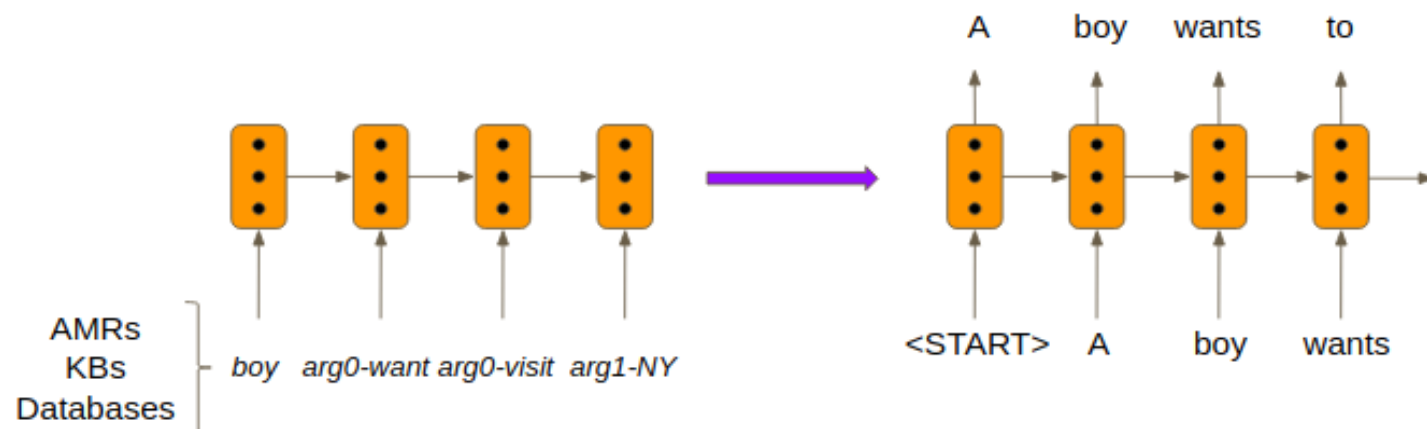 A boy wants to
<START> A boy wants
AMRs
KBs
Databases
boy arg0-want arg0-visit arg1-NY